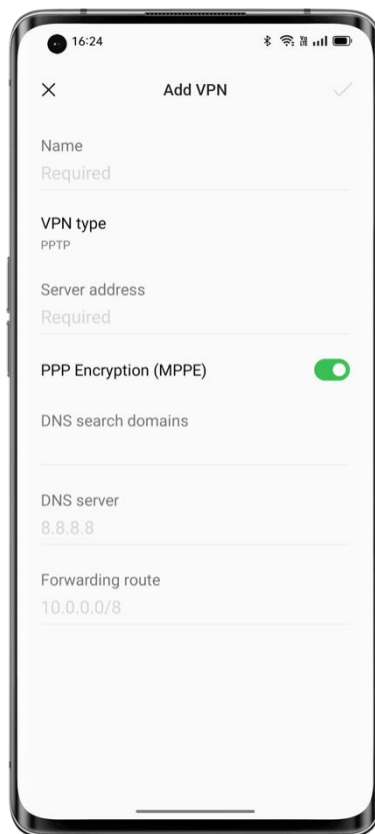 16:24
Add VPN
Name
Required
VPN type
PPTP
Server address
Required
PPP Encryption (MPPE)
DNS search domains
DNS server
8.8.8.8
Forwarding route
10.0.0.0/8